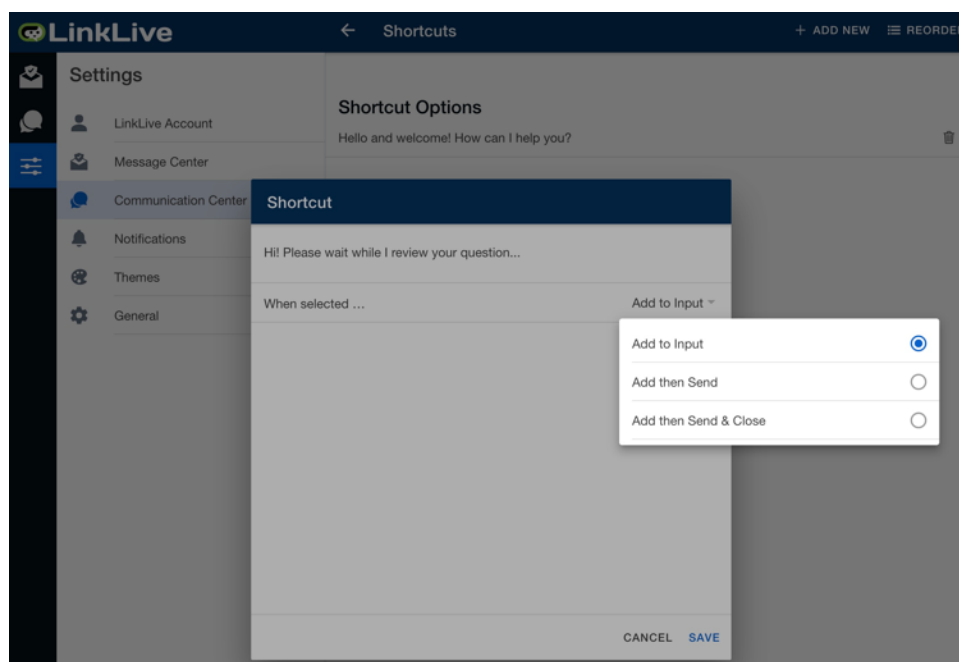 LinkLive
Shortcuts
+ ADD NEW
REORDER
Settings
LinkLive Account
Message Center
Communication Center
Notifications
Themes
General
Shortcut Options
Hello and welcome! How can I help you?
Shortcut
Hi! Please wait while I review your question...
When selected ...
Add to Input
Add to Input
Add then Send
Add then Send & Close
CANCEL
SAVE